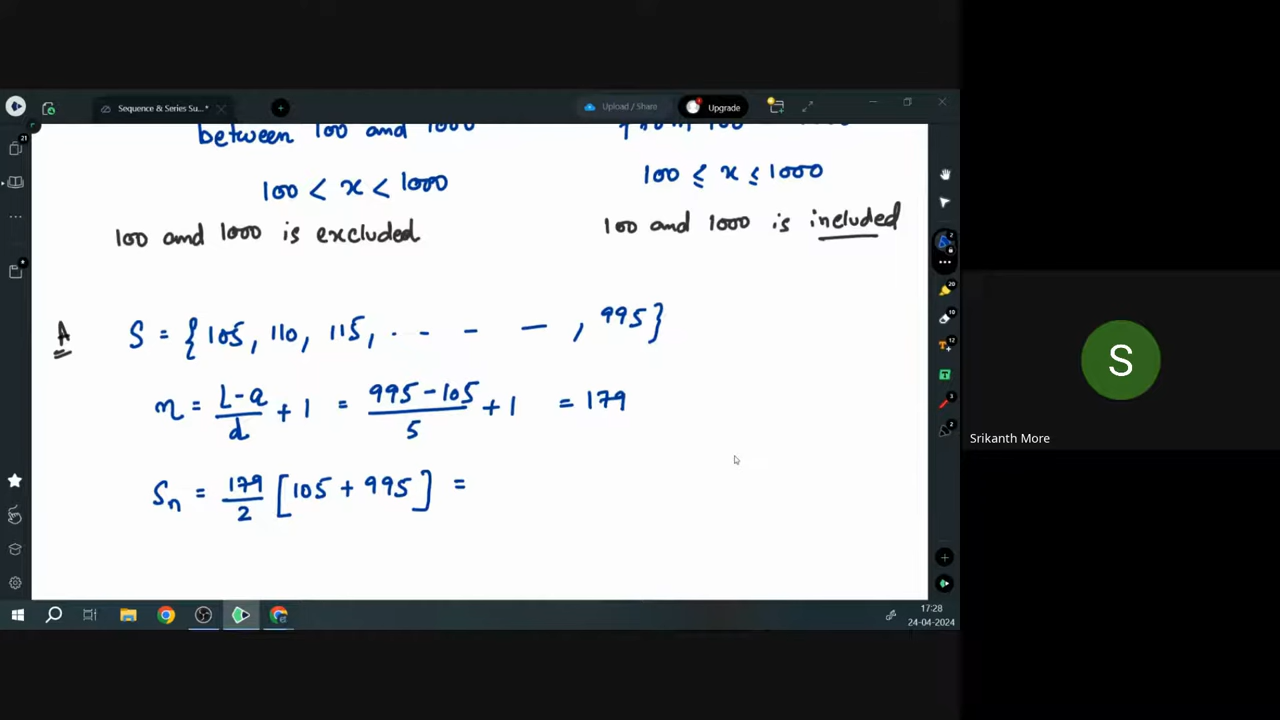 Sequence & Series Su...*
Upload / Share
Upgrade
between 100 and 1000
from 100
100 < x < 1000
100 ≤ x ≤ 1000
100 and 1000 is excluded
100 and 1000 is included
A
S = {105, 110, 115, .. - - — , 995}
n = L-a/d + 1 = 995-105/5 + 1 = 179
Sn = 179/2 [105 + 995] =
S
Srikanth More
17:28
24-04-2024